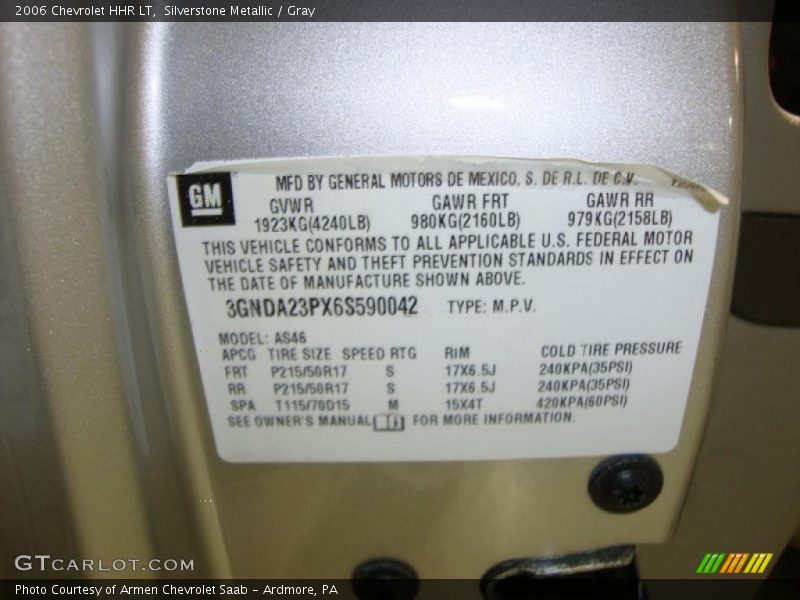 2006 Chevrolet HHR LT,  Silverstone Metallic / Gray
GM
MFD BY GENERAL MOTORS DE MEXICO, S. DE R.L. DE C.V.
GVWR GAWR FRT GAWR RR
1923KG(4240LB) 980KG(2160LB) 979KG(2158LB)
THIS VEHICLE CONFORMS TO ALL APPLICABLE U.S. FEDERAL MOTOR
VEHICLE SAFETY AND THEFT PREVENTION STANDARDS IN EFFECT ON
THE DATE OF MANUFACTURE SHOWN ABOVE.
3GNDA23PX6S590042 TYPE: M.P.V.
MODEL: AS46
APCG TIRE SIZE SPEED RTG RIM COLD TIRE PRESSURE
FRT P215/50R17 S 17X6.5J 240KPA(35PSI)
RR P215/50R17 S 17X6.5J 240KPA(35PSI)
SPA T115/70D15 M 15X4T 420KPA(60PSI)
SEE OWNER'S MANUAL FOR MORE INFORMATION.
GTCARLOT.COM
Photo Courtesy of Armen Chevrolet Saab - Ardmore, PA